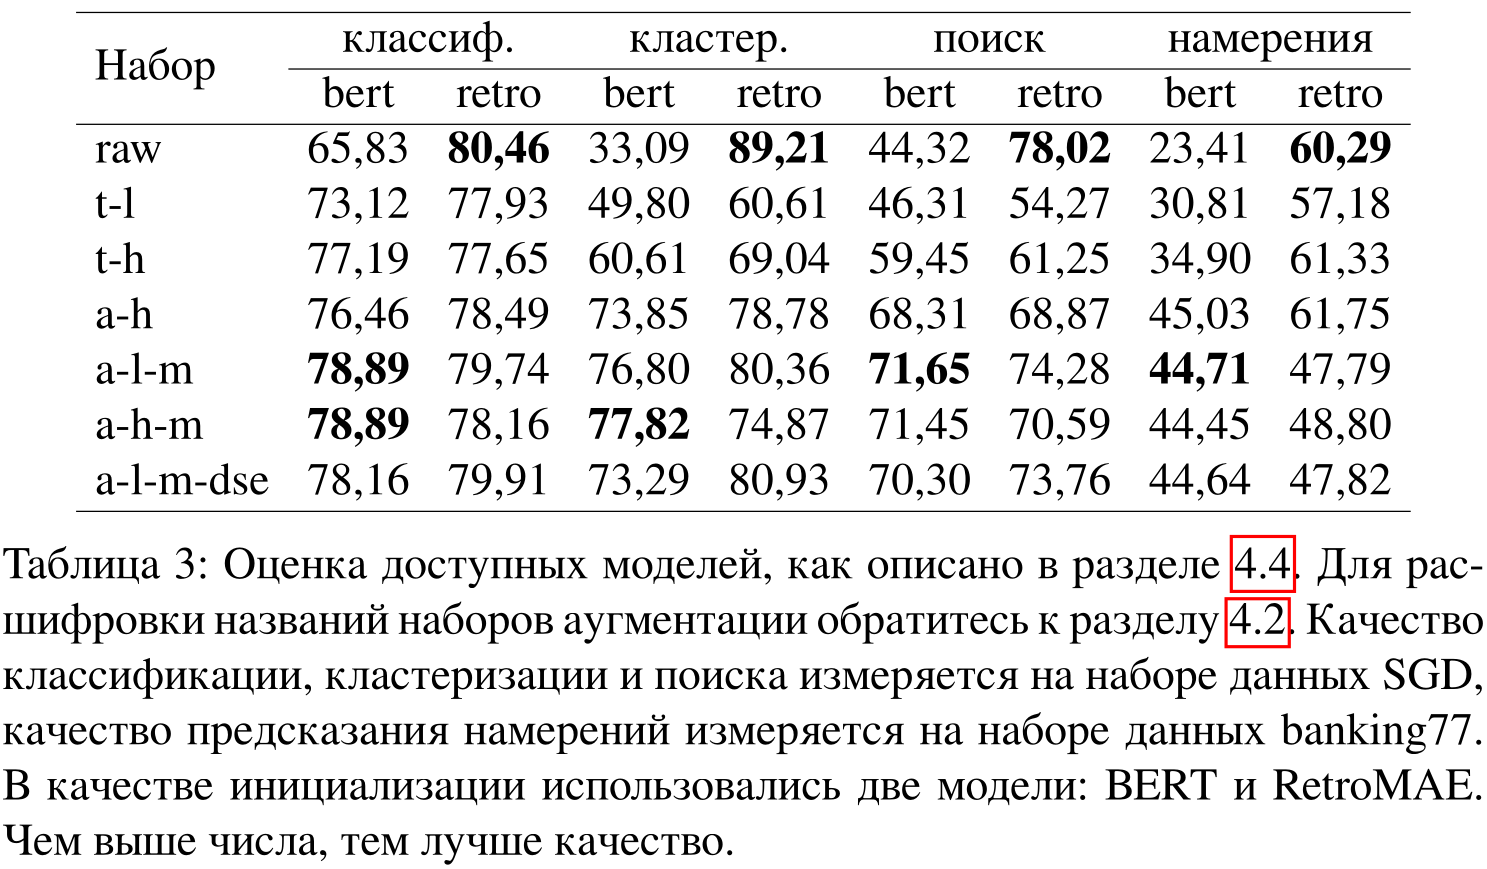 Набор классиф. кластер. поиск намерения
bert retro bert retro bert retro bert retro
raw 65,83 80,46 33,09 89,21 44,32 78,02 23,41 60,29
t-l 73,12 77,93 49,80 60,61 46,31 54,27 30,81 57,18
t-h 77,19 77,65 60,61 69,04 59,45 61,25 34,90 61,33
a-h 76,46 78,49 73,85 78,78 68,31 68,87 45,03 61,75
a-l-m 78,89 79,74 76,80 80,36 71,65 74,28 44,71 47,79
a-h-m 78,89 78,16 77,82 74,87 71,45 70,59 44,45 48,80
a-l-m-dse 78,16 79,91 73,29 80,93 70,30 73,76 44,64 47,82
Таблица 3: Оценка доступных моделей, как описано в разделе 4.4. Для рас-
шифровки названий наборов аугментации обратитесь к разделу 4.2. Качество
классификации, кластеризации и поиска измеряется на наборе данных SGD,
качество предсказания намерений измеряется на наборе данных banking77.
В качестве инициализации использовались две модели: BERT и RetroMAE.
Чем выше числа, тем лучше качество.